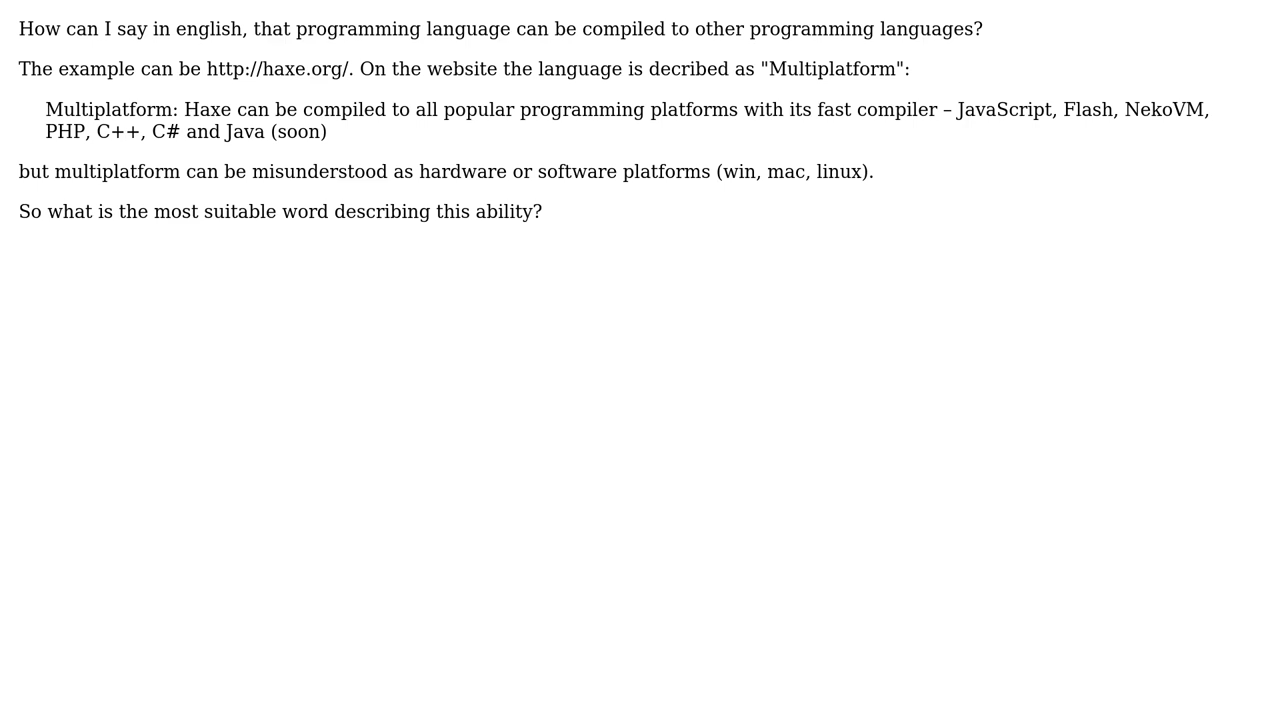 How can I say in english, that programming language can be compiled to other programming languages?
The example can be http://haxe.org/. On the website the language is decribed as "Multiplatform":
Multiplatform: Haxe can be compiled to all popular programming platforms with its fast compiler – JavaScript, Flash, NekoVM,
PHP, C++, C# and Java (soon)
but multiplatform can be misunderstood as hardware or software platforms (win, mac, linux).
So what is the most suitable word describing this ability?